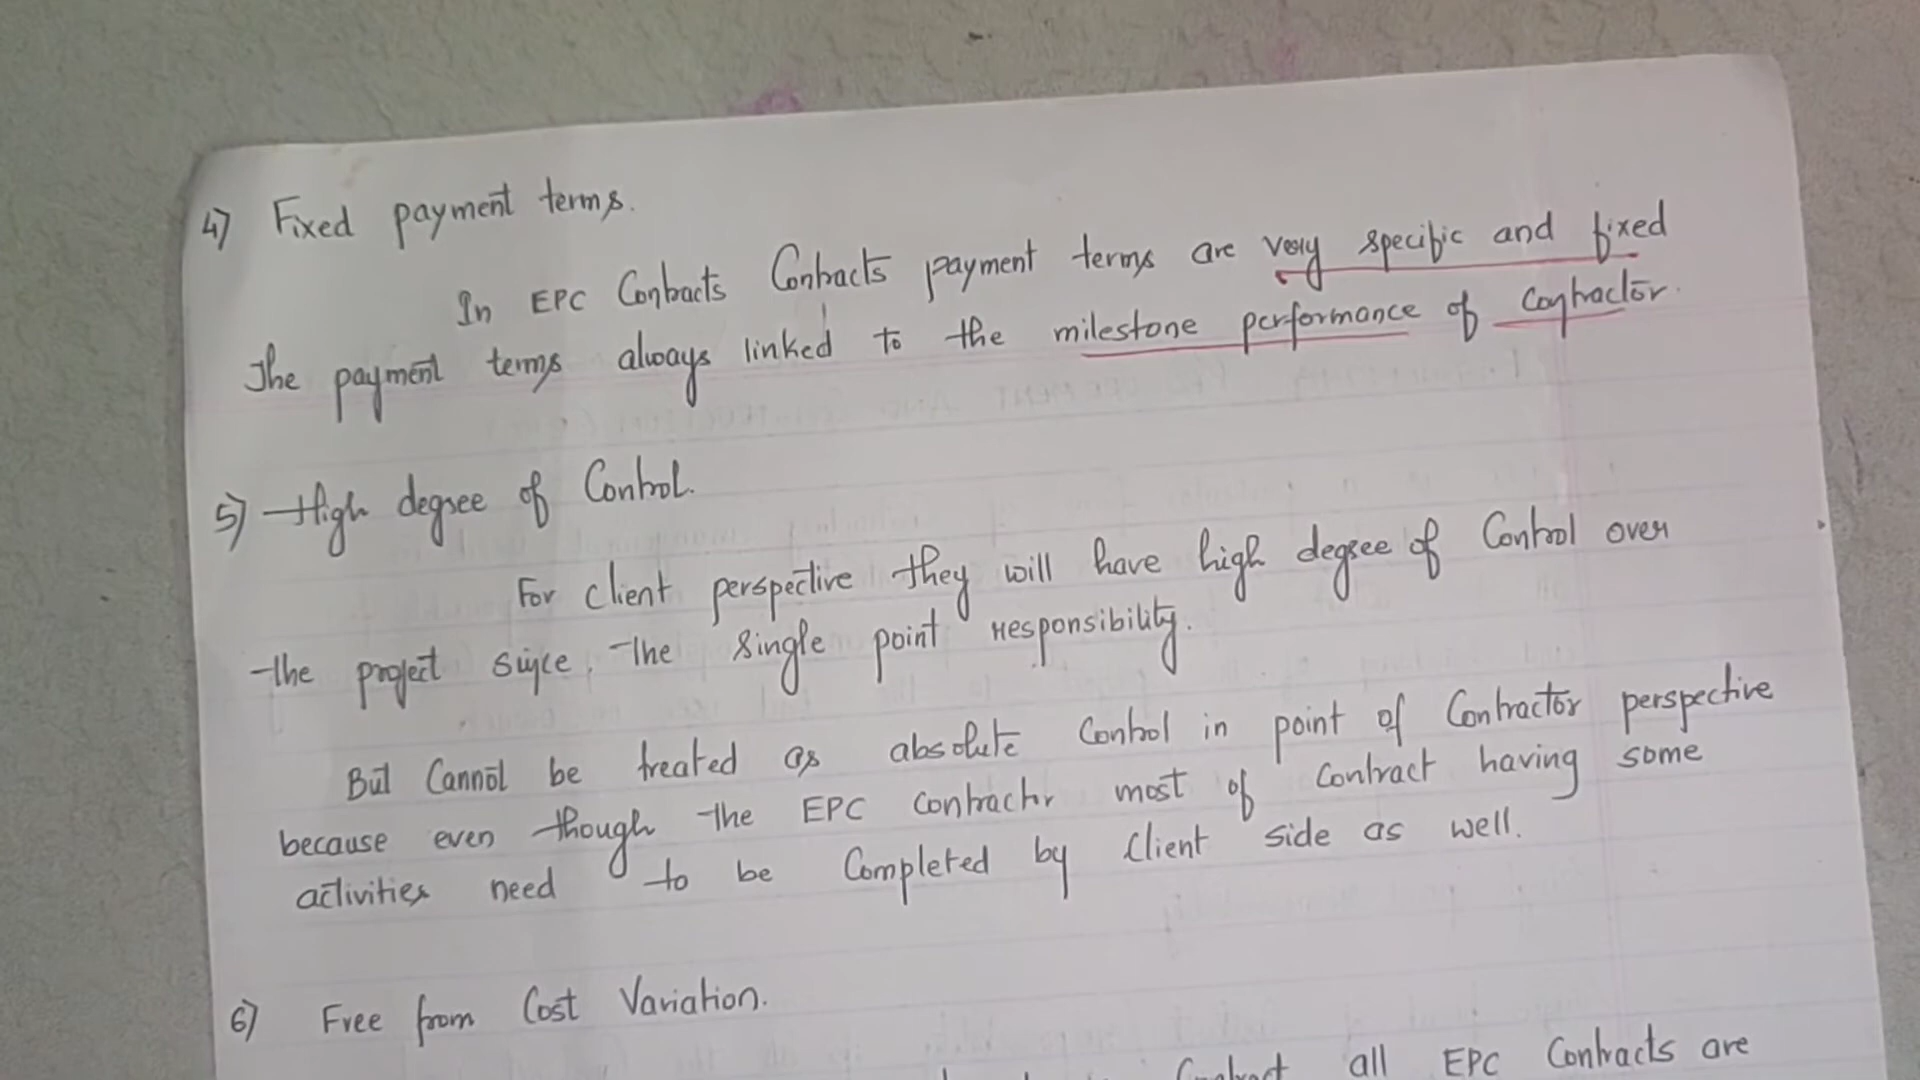 4) Fixed payment terms.
In EPC Contracts Contracts payment terms are very specific and fixed
The payment terms always linked to the milestone performance of contractor.
5) High degree of Control.
For client perspective they will have high degree of Control over
the project since, the single point responsibility.
But Cannot be treated as absolute Control in point of Contractor perspective
because even though the EPC contractor most of contract having some
activities need to be Completed by client side as well.
6) Free from Cost Variation.
Contract all EPC Contracts are